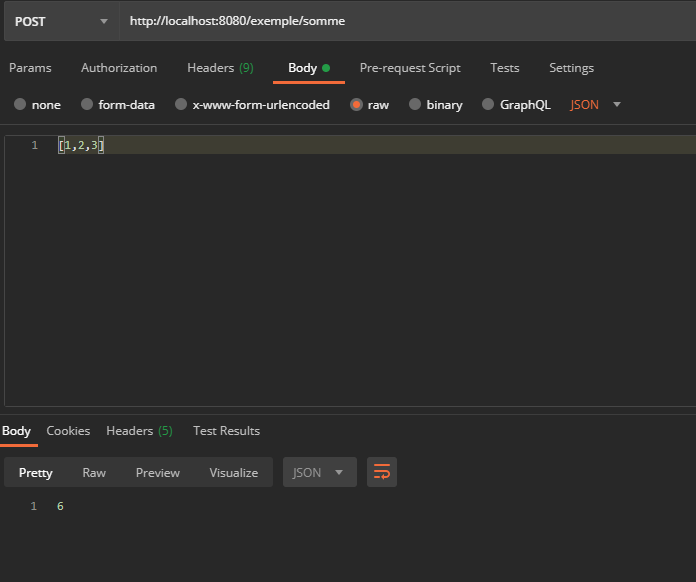 POST http://localhost:8080/exemple/somme
Params Authorization Headers (9) Body Pre-request Script Tests Settings
none form-data x-www-form-urlencoded raw binary GraphQL JSON
1 [1,2,3]
Body Cookies Headers (5) Test Results
Pretty Raw Preview Visualize JSON
1 6